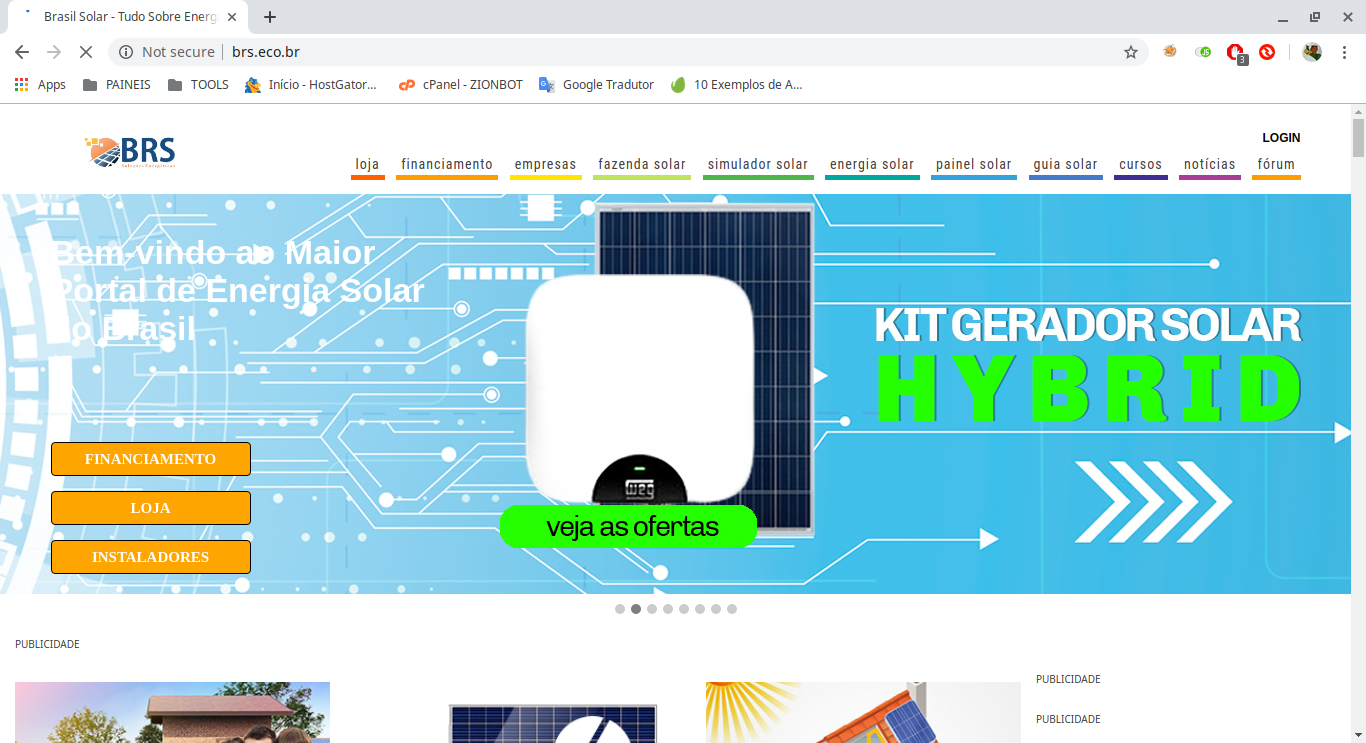 Brasil Solar - Tudo Sobre Energ
Not secure
brs.eco.br
3
Apps
PAINEIS
TOOLS
Início - HostGator...
cPanel - ZIONBOT
Google Tradutor
10 Exemplos de A...
BRS
LOGIN
loja
financiamento
empresas
fazenda solar
simulador solar
energia solar
painel solar
guia solar
cursos
notícias
fórum
Bem-vindo ao Maior
Portal de Energia Solar
do Brasil
KIT GERADOR SOLAR
HYBRID
FINANCIAMENTO
LOJA
INSTALADORES
weg
veja as ofertas
PUBLICIDADE
PUBLICIDADE
PUBLICIDADE